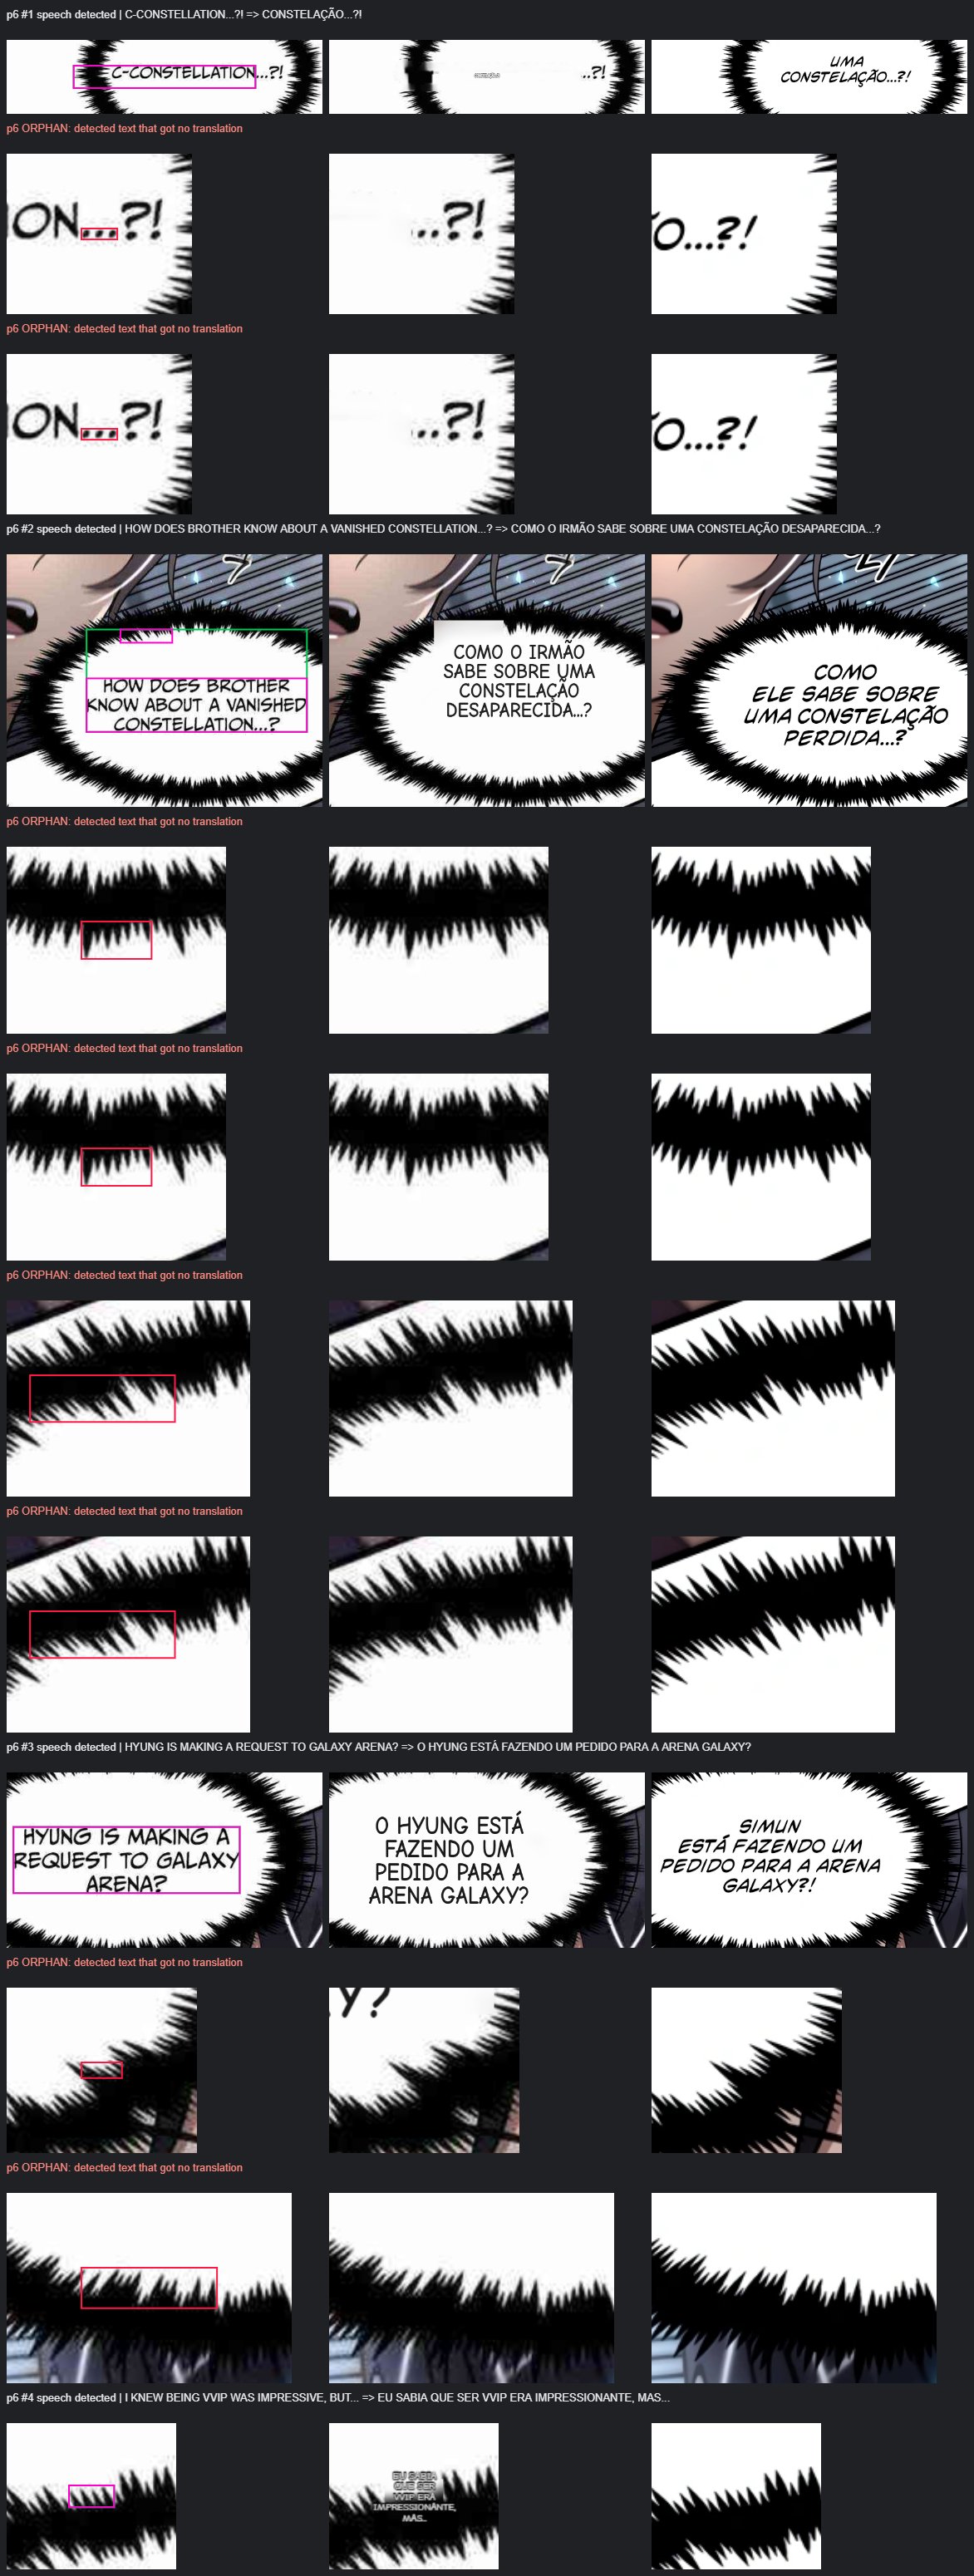 p6 #1 speech detected | C-CONSTELLATION...?! => CONSTELAÇÃO...?!
C-CONSTELLATION...?!
...?!
UMA
CONSTELAÇÃO...?!
p6 ORPHAN: detected text that got no translation
ION...?!
..?!
ÃO...?!
p6 ORPHAN: detected text that got no translation
ION...?!
..?!
ÃO...?!
p6 #2 speech detected | HOW DOES BROTHER KNOW ABOUT A VANISHED CONSTELLATION...? => COMO O IRMÃO SABE SOBRE UMA CONSTELAÇÃO DESAPARECIDA...?
HOW DOES BROTHER
KNOW ABOUT A VANISHED
CONSTELLATION...?
COMO O IRMÃO
SABE SOBRE UMA
CONSTELAÇÃO
DESAPARECIDA...?
COMO
ELE SABE SOBRE
UMA CONSTELAÇÃO
PERDIDA...?
p6 ORPHAN: detected text that got no translation
p6 ORPHAN: detected text that got no translation
p6 ORPHAN: detected text that got no translation
p6 ORPHAN: detected text that got no translation
p6 #3 speech detected | HYUNG IS MAKING A REQUEST TO GALAXY ARENA? => O HYUNG ESTÁ FAZENDO UM PEDIDO PARA A ARENA GALAXY?
HYUNG IS MAKING A
REQUEST TO GALAXY
ARENA?
O HYUNG ESTÁ
FAZENDO UM
PEDIDO PARA A
ARENA GALAXY?
SIMUN
ESTÁ FAZENDO UM
PEDIDO PARA A ARENA
GALAXY?!
p6 ORPHAN: detected text that got no translation
Y?
p6 ORPHAN: detected text that got no translation
p6 #4 speech detected | I KNEW BEING VVIP WAS IMPRESSIVE, BUT... => EU SABIA QUE SER VVIP ERA IMPRESSIONANTE, MAS...
EU SABIA
QUE SER
VVIP ERA
IMPRESSIONANTE,
MAS...